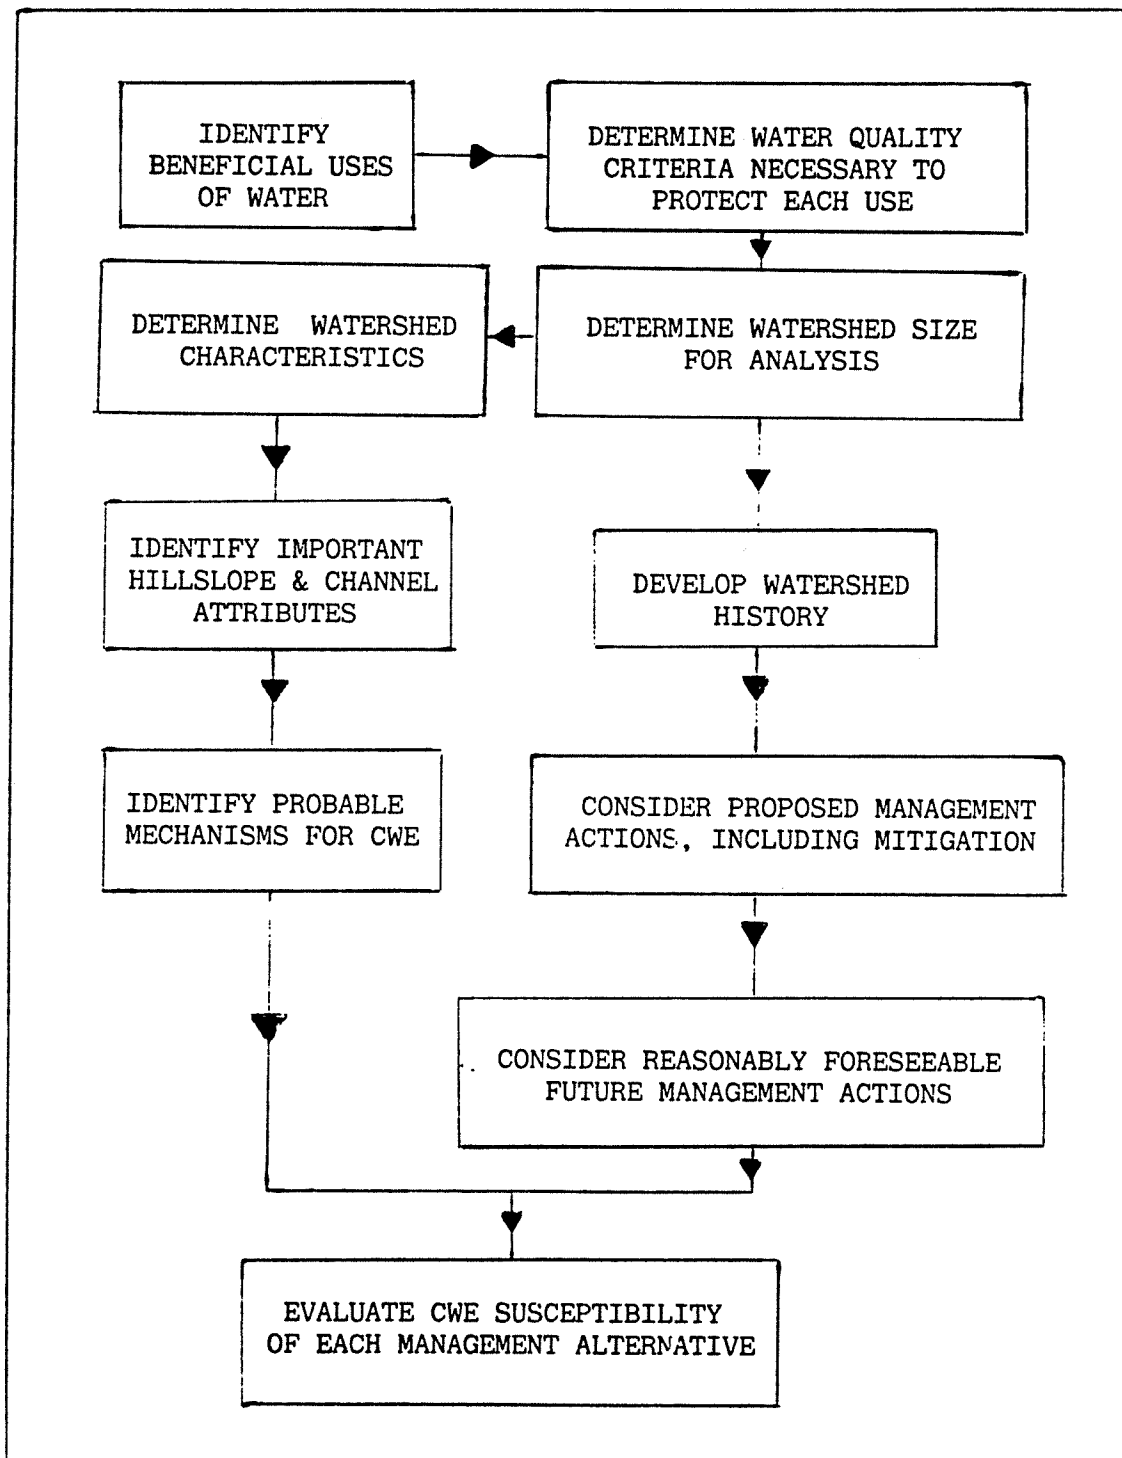 IDENTIFY
BENEFICIAL USES
OF WATER
DETERMINE WATER QUALITY
CRITERIA NECESSARY TO
PROTECT EACH USE
DETERMINE WATERSHED
CHARACTERISTICS
DETERMINE WATERSHED SIZE
FOR ANALYSIS
IDENTIFY IMPORTANT
HILLSLOPE & CHANNEL
ATTRIBUTES
DEVELOP WATERSHED
HISTORY
IDENTIFY PROBABLE
MECHANISMS FOR CWE
CONSIDER PROPOSED MANAGEMENT
ACTIONS, INCLUDING MITIGATION
CONSIDER REASONABLY FORESEEABLE
FUTURE MANAGEMENT ACTIONS
EVALUATE CWE SUSCEPTIBILITY
OF EACH MANAGEMENT ALTERNATIVE